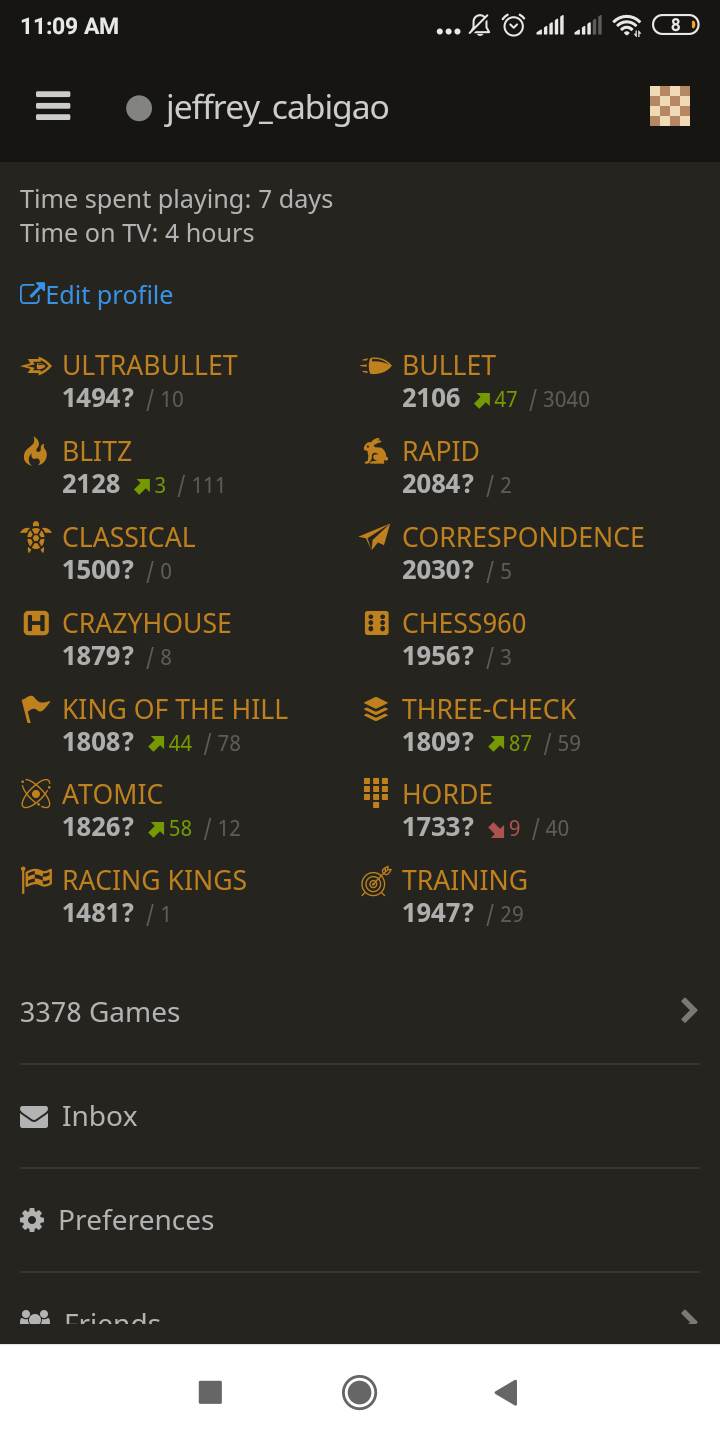 11:09 AM
8
jeffrey_cabigao
Time spent playing: 7 days
Time on TV: 4 hours
Edit profile
ULTRABULLET
1494? / 10
BULLET
2106 47 / 3040
BLITZ
2128 3 / 111
RAPID
2084? / 2
CLASSICAL
1500? / 0
CORRESPONDENCE
2030? / 5
CRAZYHOUSE
1879? / 8
CHESS960
1956? / 3
KING OF THE HILL
1808? 44 / 78
THREE-CHECK
1809? 87 / 59
ATOMIC
1826? 58 / 12
HORDE
1733? 9 / 40
RACING KINGS
1481? / 1
TRAINING
1947? / 29
3378 Games
Inbox
Preferences
Friends